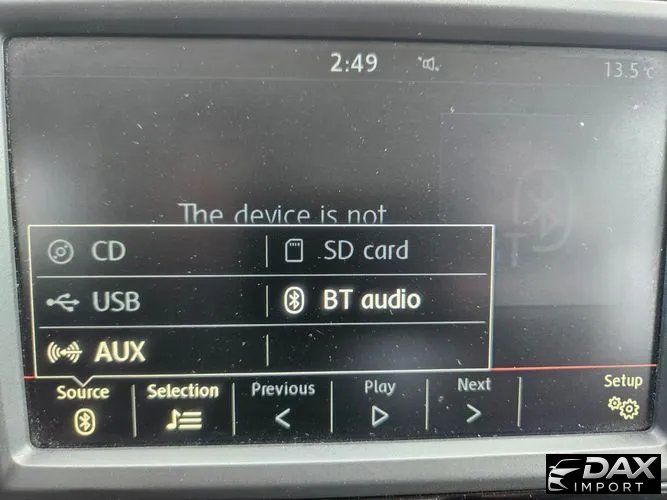 2:49
13.5°C
The device is not
CD
SD card
USB
BT audio
AUX
Source
Selection
Previous
Play
Next
Setup
DAX
IMPORT